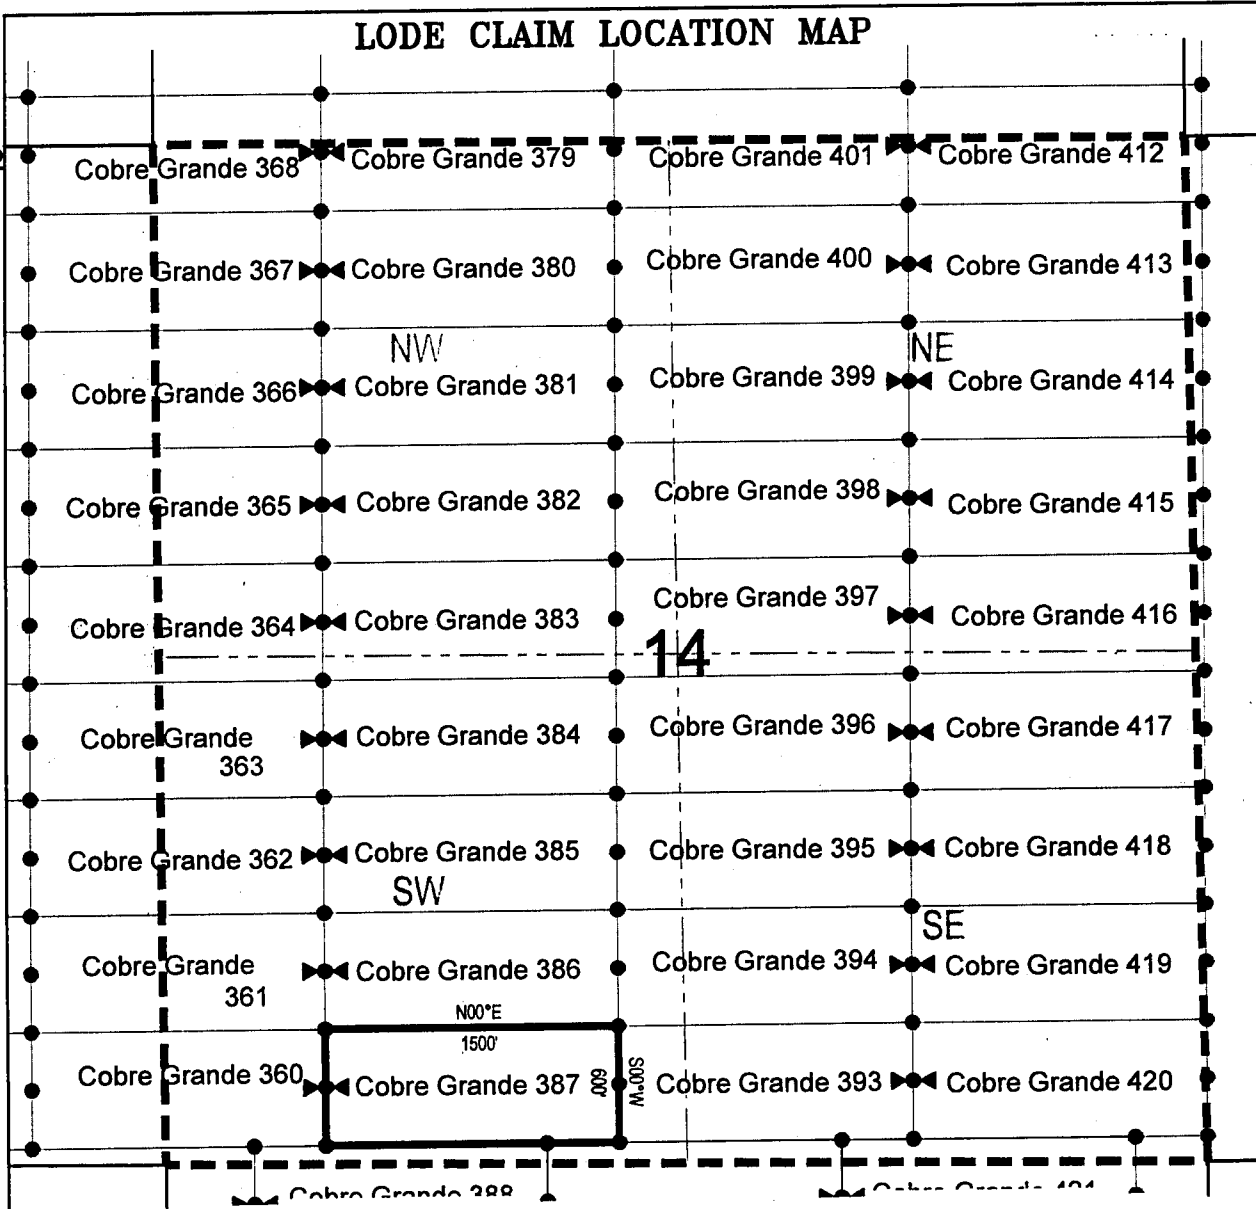 LODE CLAIM LOCATION MAP
Cobre Grande 368 Cobre Grande 379 Cobre Grande 401 Cobre Grande 412
Cobre Grande 367 Cobre Grande 380 Cobre Grande 400 Cobre Grande 413
NW NE
Cobre Grande 366 Cobre Grande 381 Cobre Grande 399 Cobre Grande 414
Cobre Grande 365 Cobre Grande 382 Cobre Grande 398 Cobre Grande 415
Cobre Grande 364 Cobre Grande 383 Cobre Grande 397 Cobre Grande 416
14
Cobre Grande 363 Cobre Grande 384 Cobre Grande 396 Cobre Grande 417
Cobre Grande 362 Cobre Grande 385 Cobre Grande 395 Cobre Grande 418
SW SE
Cobre Grande 361 Cobre Grande 386 Cobre Grande 394 Cobre Grande 419
N00°E
1500'
Cobre Grande 360 Cobre Grande 387 600' S00°W Cobre Grande 393 Cobre Grande 420
Cobre Grande 388